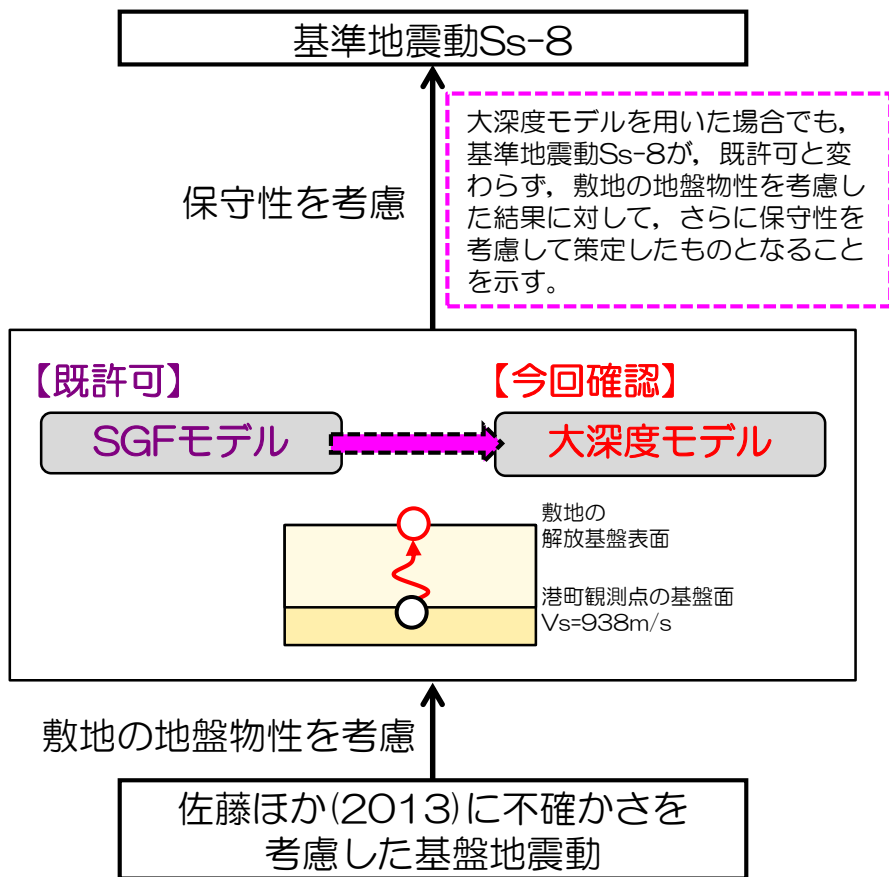 基準地震動Ss-8
大深度モデルを用いた場合でも，
基準地震動Ss-8が，既許可と変
わらず，敷地の地盤物性を考慮し
た結果に対して，さらに保守性を
考慮して策定したものとなること
を示す。
保守性を考慮
【既許可】
【今回確認】
SGFモデル
大深度モデル
敷地の
解放基盤表面
港町観測点の基盤面
Vs=938m/s
敷地の地盤物性を考慮
佐藤ほか(2013)に不確かさを
考慮した基盤地震動